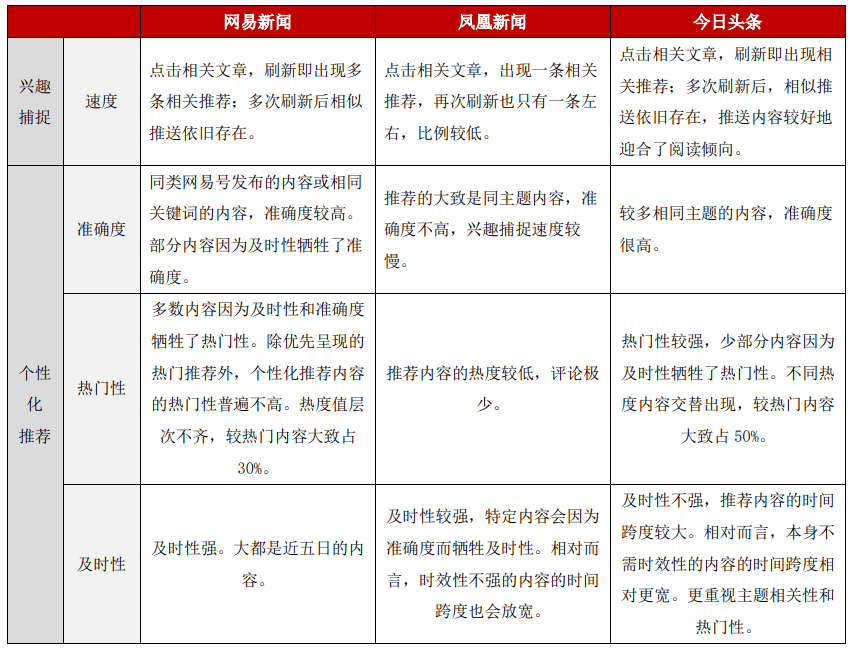 网易新闻
凤凰新闻
今日头条
兴趣
捕捉
速度
点击相关文章，刷新即出现多
条相关推荐；多次刷新后相似
推送依旧存在。
点击相关文章，出现一条相关
推荐，再次刷新也只有一条左
右，比例较低。
点击相关文章，刷新即出现相
关推荐；多次刷新后，相似推
送依旧存在，推送内容较好地
迎合了阅读倾向。
个性
化
推荐
准确度
同类网易号发布的内容或相同
关键词的内容，准确度较高。
部分内容因为及时性牺牲了准
确度。
推荐的大致是同主题内容，准
确度不高，兴趣捕捉速度较
慢。
较多相同主题的内容，准确度
很高。
热门性
多数内容因为及时性和准确度
牺牲了热门性。除优先呈现的
热门推荐外，个性化推荐内容
的热门性普遍不高。热度值层
次不齐，较热门内容大致占
30%。
推荐内容的热度较低，评论极
少。
热门性较强，少部分内容因为
及时性牺牲了热门性。不同热
度内容交替出现，较热门内容
大致占 50%。
及时性
及时性强。大都是近五日的内
容。
及时性较强，特定内容会因为
准确度而牺牲及时性。相对而
言，时效性不强的内容的时间
跨度也会放宽。
及时性不强，推荐内容的时间
跨度较大。相对而言，本身不
需时效性的内容的时间跨度相
对更宽。更重视主题相关性和
热门性。